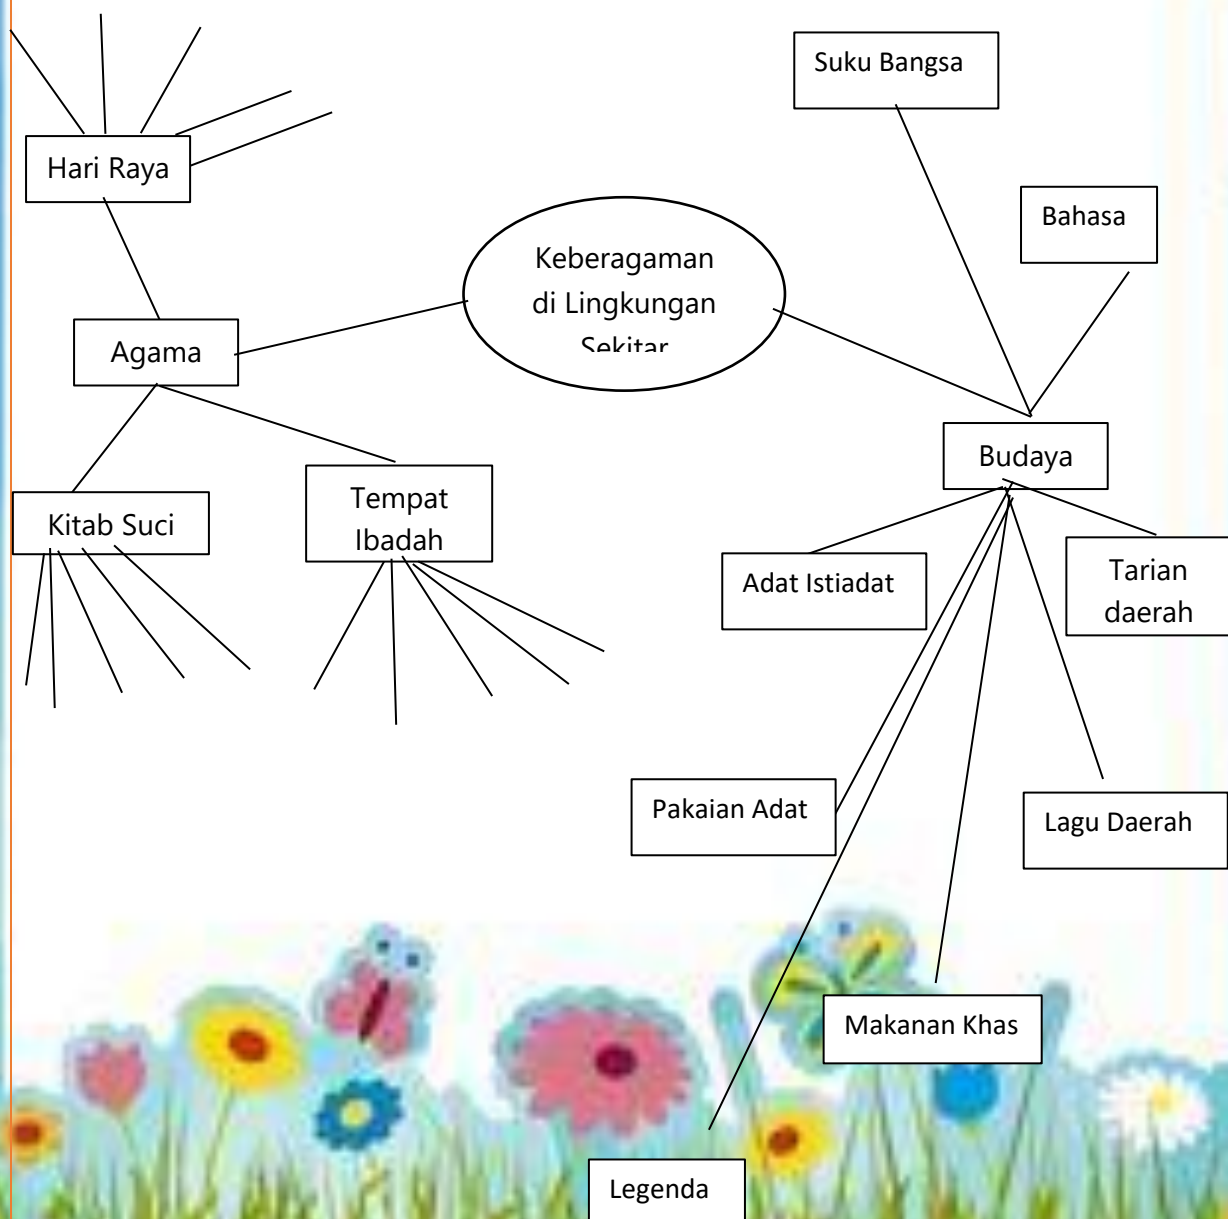 Suku Bangsa
Hari Raya
Bahasa
Keberagaman
di Lingkungan
Sekitar
Agama
Budaya
Kitab Suci
Tempat
Ibadah
Adat Istiadat
Tarian
daerah
Pakaian Adat
Lagu Daerah
Makanan Khas
Legenda